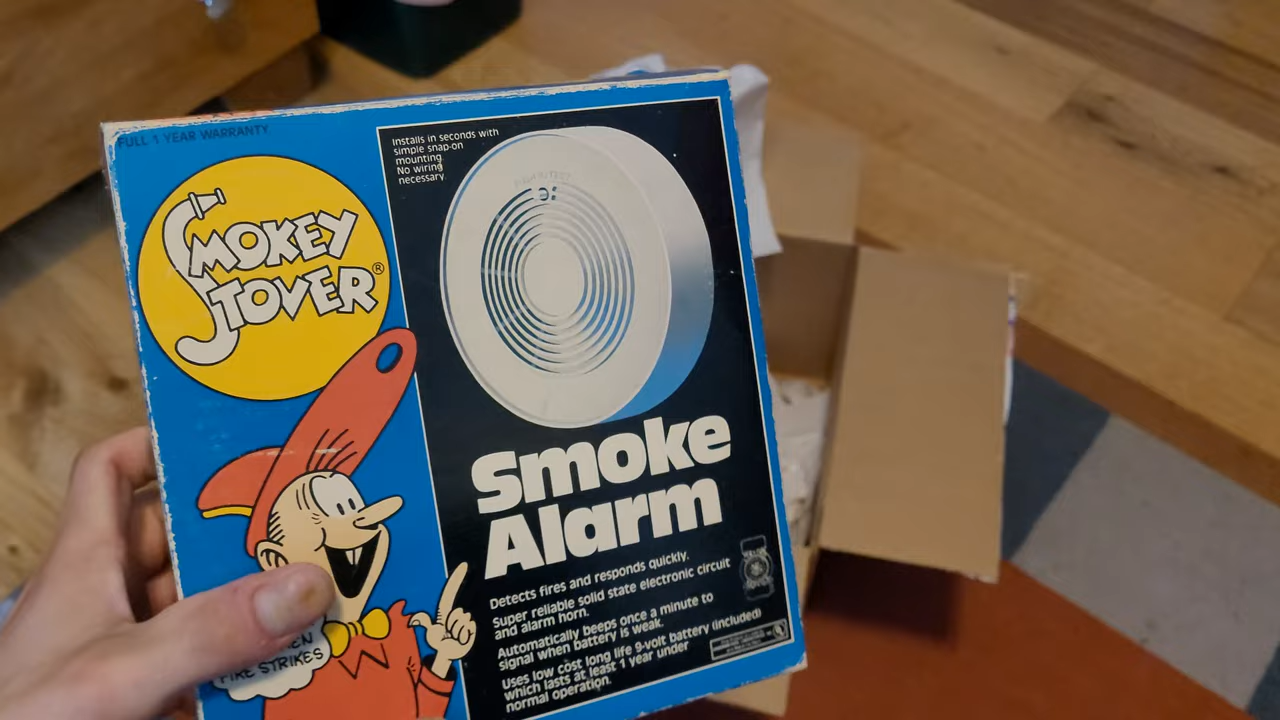 FULL 1 YEAR WARRANTY
SMOKEY
STOVER®
Installs in seconds with
simple snap-on
mounting.
No wiring
necessary.
PUSH TO TEST
Smoke
Alarm
Detects fires and responds quickly.
Super reliable solid state electronic circuit
and alarm horn.
Automatically beeps once a minute to
signal when battery is weak.
Uses low cost long life 9-volt battery (included)
which lasts at least 1 year under
normal operation.
FIRE STRIKES